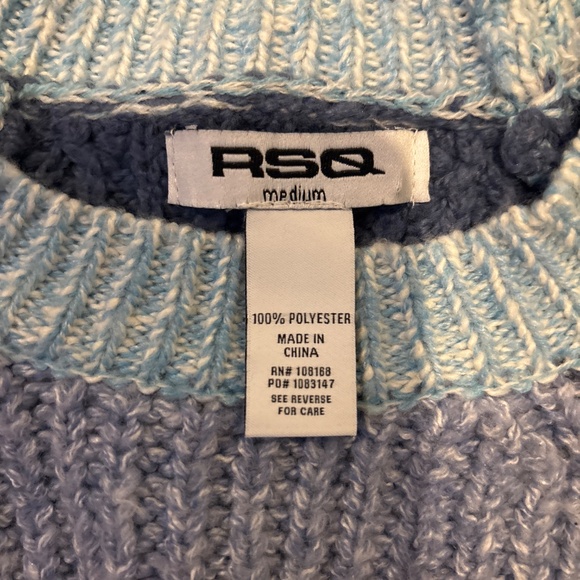 RSQ
medium
100% POLYESTER
MADE IN
CHINA
RN# 108168
PO# 1083147
SEE REVERSE
FOR CARE